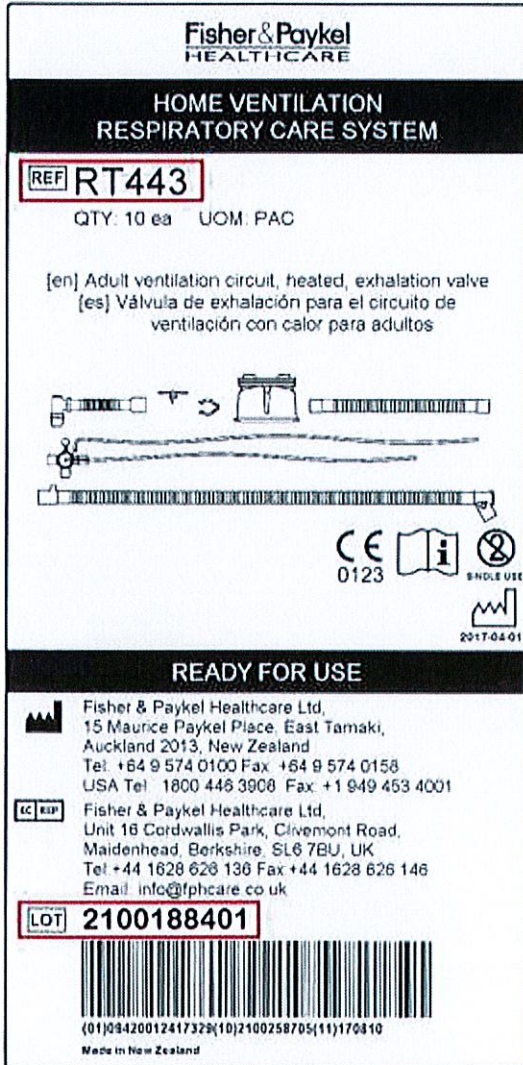 Fisher&Paykel
HEALTHCARE
HOME VENTILATION
RESPIRATORY CARE SYSTEM
REF RT443
QTY: 10 ea UOM: PAC
[en] Adult ventilation circuit, heated, exhalation valve
[es] Válvula de exhalación para el circuito de
ventilación con calor para adultos
CE
0123
i
2
SINGLE USE
2017-04-01
READY FOR USE
Fisher & Paykel Healthcare Ltd,
15 Maurice Paykel Place, East Tamaki,
Auckland 2013, New Zealand
Tel: +64 9 574 0100 Fax: +64 9 574 0158
USA Tel: 1800 446 3908 Fax: +1 949 453 4001
EC REP
Fisher & Paykel Healthcare Ltd,
Unit 16 Cordwallis Park, Clivemont Road,
Maidenhead, Berkshire, SL6 7BU, UK
Tel:+44 1628 626 136 Fax:+44 1628 626 146
Email: info@fphcare.co.uk
LOT 2100188401
(01)09420012417329(10)2100258705(11)170810
Made in New Zealand